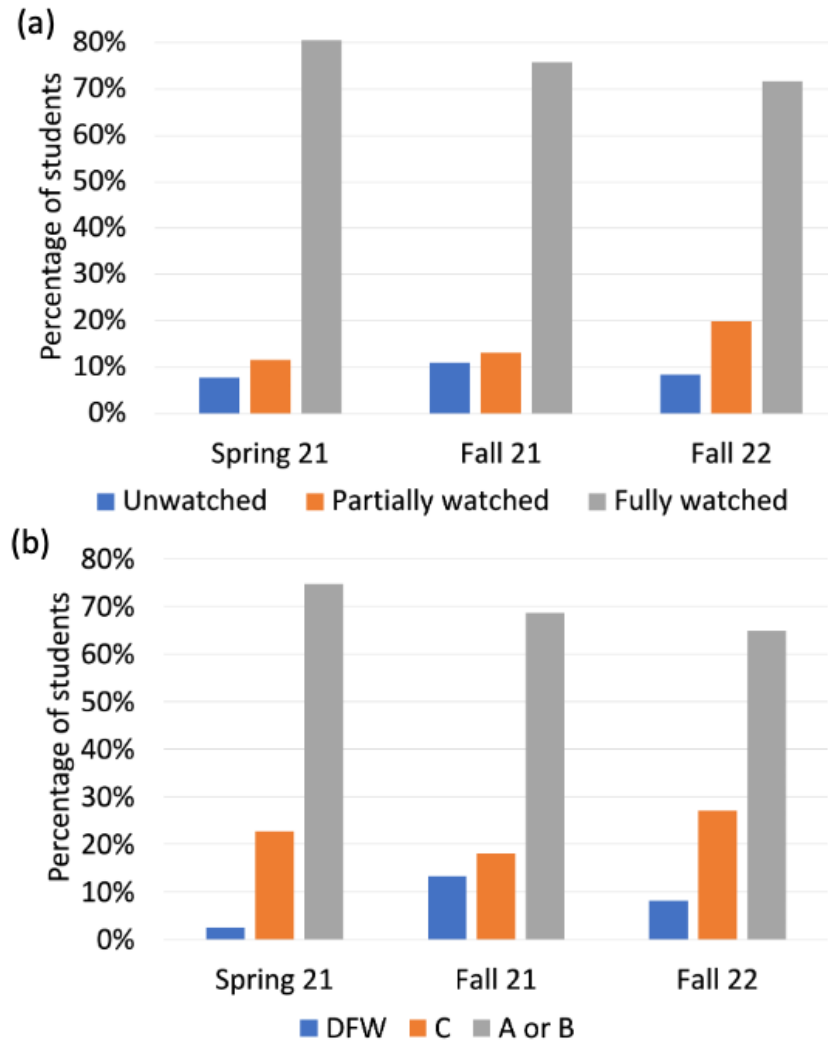 (a)
Percentage of students
80%
70%
60%
50%
40%
30%
20%
10%
0%
Spring 21 Fall 21 Fall 22
Unwatched Partially watched Fully watched
(b)
Percentage of students
80%
70%
60%
50%
40%
30%
20%
10%
0%
Spring 21 Fall 21 Fall 22
DFW C A or B